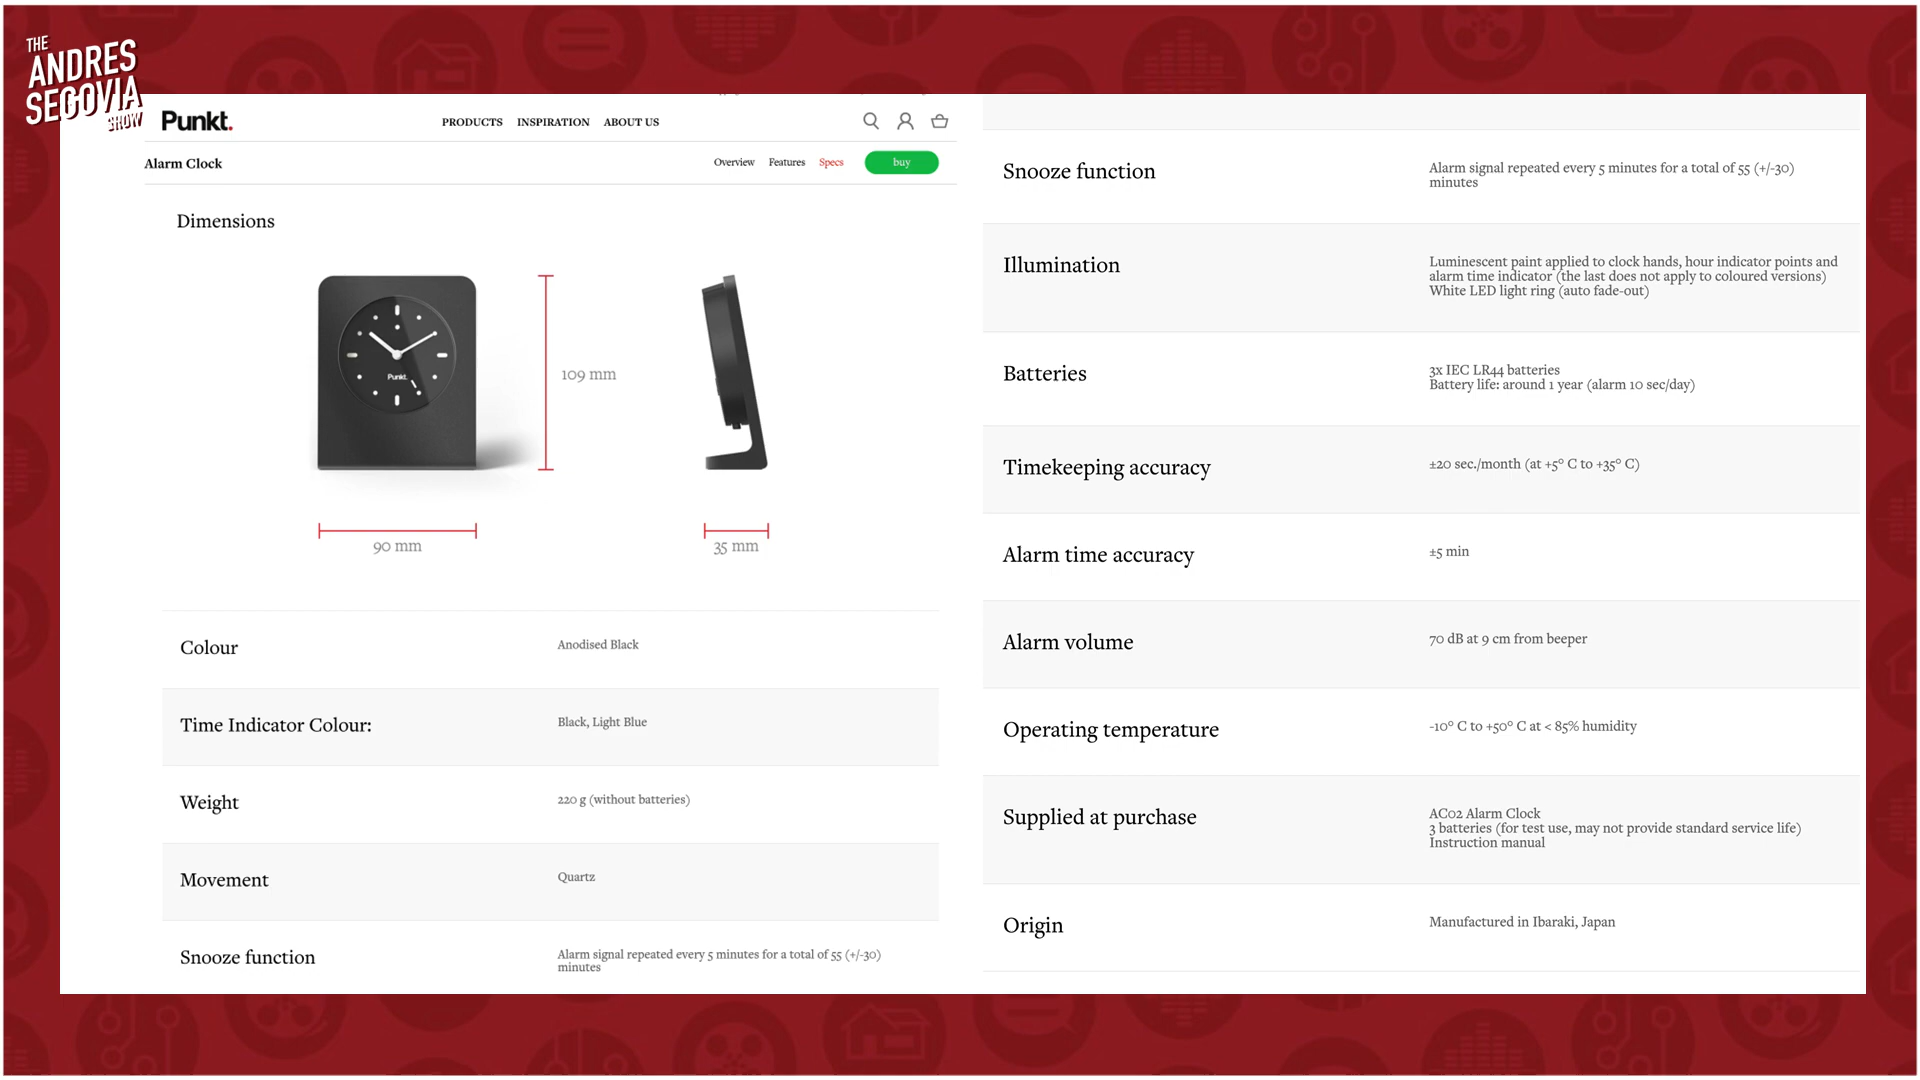 THE
ANDRES
SEGOVIA
SHOW
Punkt.
PRODUCTS INSPIRATION ABOUT US
Alarm Clock
Overview Features Specs buy
Dimensions
Punkt.
109 mm
90 mm
35 mm
Colour Anodised Black
Time Indicator Colour: Black, Light Blue
Weight 220 g (without batteries)
Movement Quartz
Snooze function Alarm signal repeated every 5 minutes for a total of 55 (+/-30)
minutes
Snooze function Alarm signal repeated every 5 minutes for a total of 55 (+/-30)
minutes
Illumination Luminescent paint applied to clock hands, hour indicator points and
alarm time indicator (the last does not apply to coloured versions)
White LED light ring (auto fade-out)
Batteries 3x IEC LR44 batteries
Battery life: around 1 year (alarm 10 sec/day)
Timekeeping accuracy ±20 sec./month (at +5° C to +35° C)
Alarm time accuracy ±5 min
Alarm volume 70 dB at 9 cm from beeper
Operating temperature -10° C to +50° C at < 85% humidity
Supplied at purchase AC02 Alarm Clock
3 batteries (for test use, may not provide standard service life)
Instruction manual
Origin Manufactured in Ibaraki, Japan